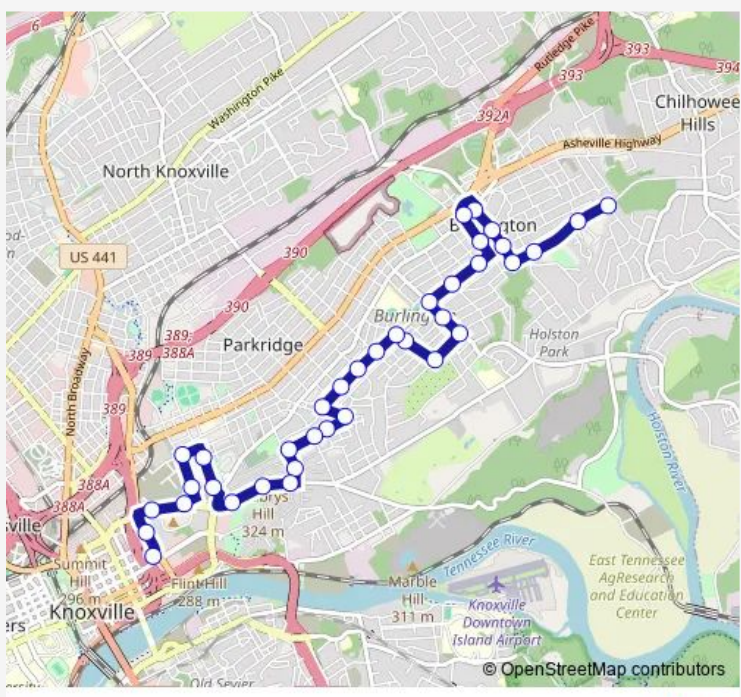 6
Rutledge Pike
393
393
394
Washington Pike
392A
Chilhowee
Hills
Asheville Highway
North Knoxville
US 441
390
390
389;
388A
389
Parkridge
Holston
Park
North Broadway
389
388A
388A
Holston River
Hill
324 m
sville
Summit
Hill
296 m
Flint Hill
288 m
Knoxville
Tennessee River
Marble
Hill
311 m
Knoxville
Downtown
Island Airport
East Tennessee
AgResearch
and Education
Center
ers
Old Sevier
© OpenStreetMap contributors